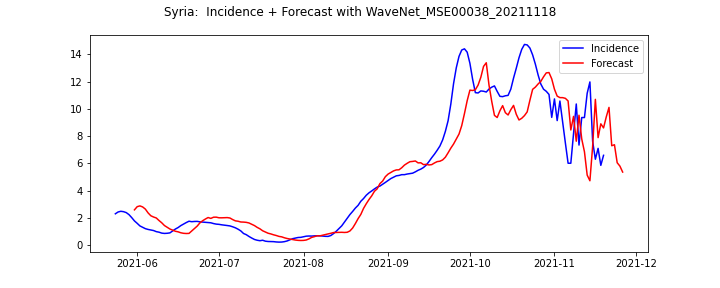 Syria:  Incidence + Forecast with WaveNet_MSE00038_20211118
Incidence
Forecast
14
12
10
8
6
4
2
0
2021-06 2021-07 2021-08 2021-09 2021-10 2021-11 2021-12